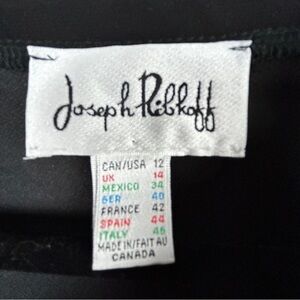 Joseph Ribkoff
CAN/USA 12
UK 14
MEXICO 34
GER 40
FRANCE 42
SPAIN 44
ITALY 46
MADE IN/FAIT AU
CANADA